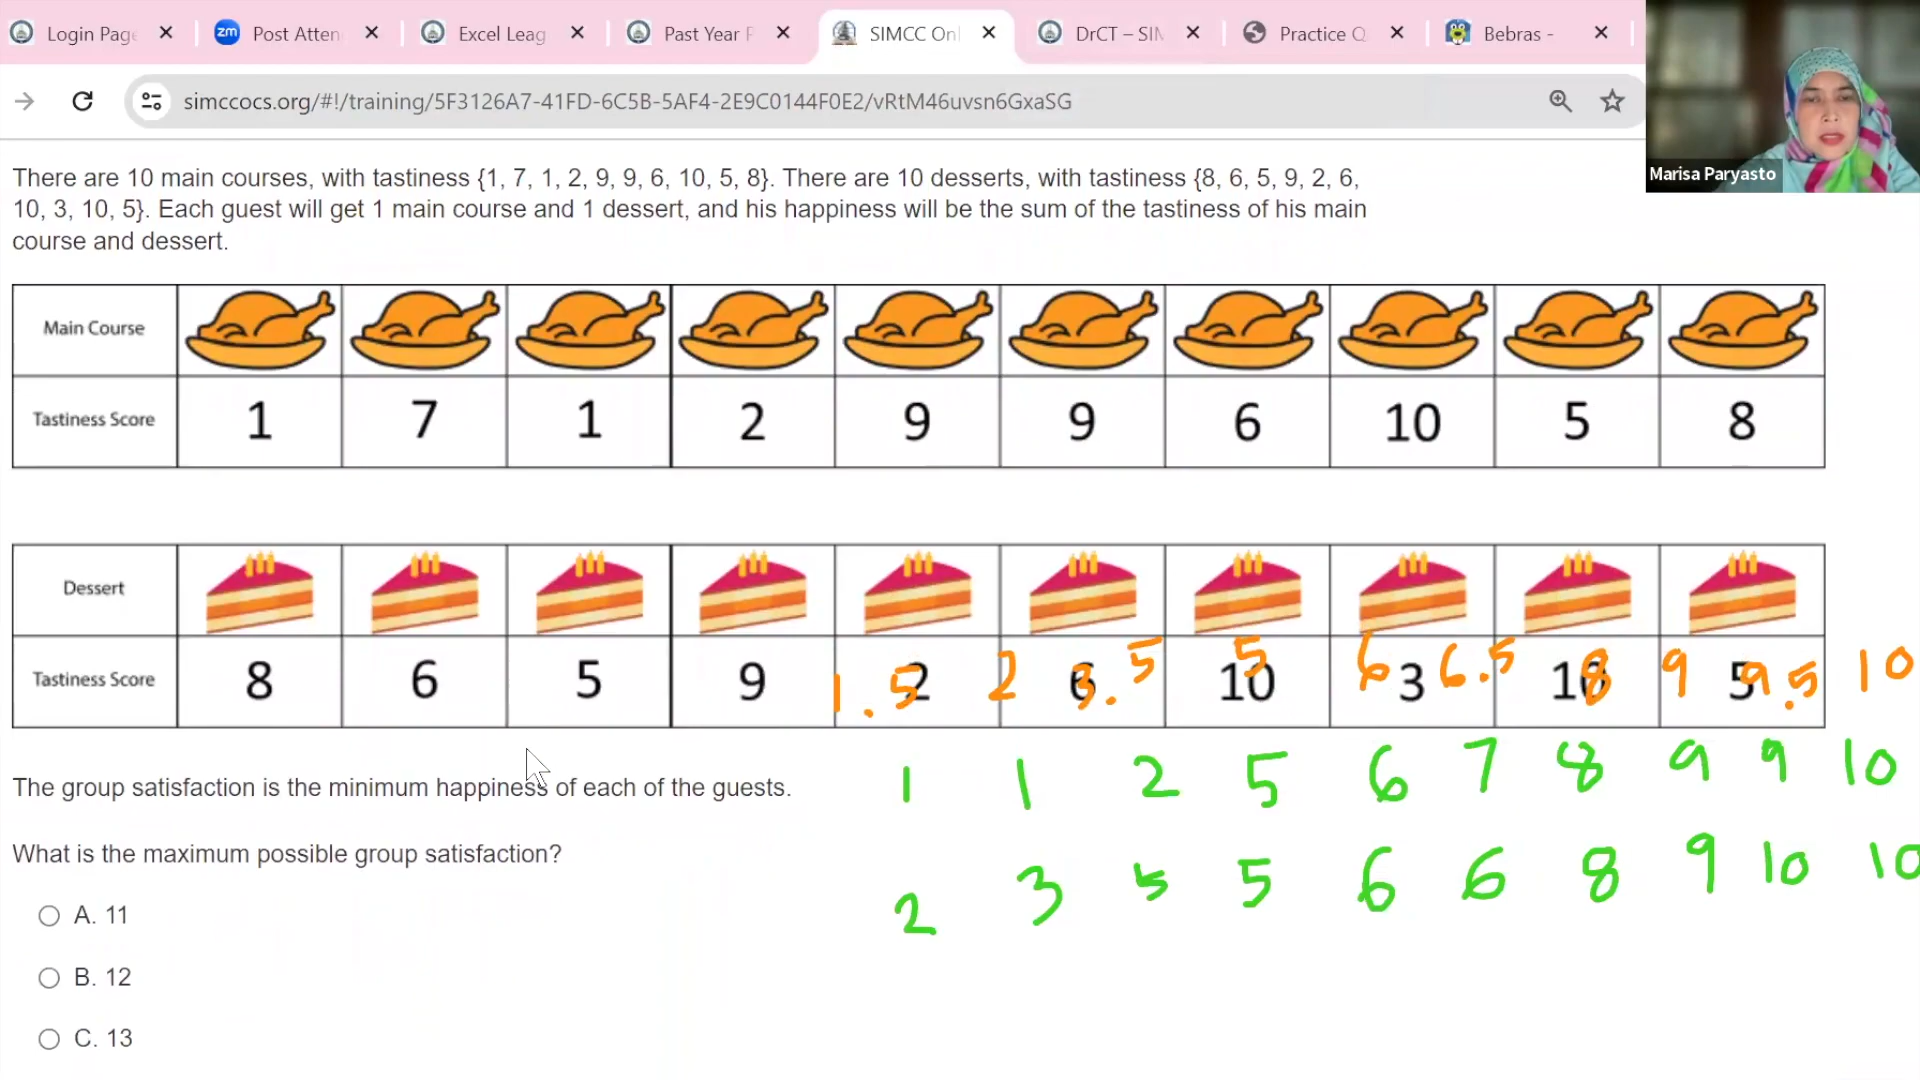 Login Page
Post Atten
Excel Leag
Past Year P
SIMCC Onl
DrCT – SIM
Practice Q
Bebras -
simccocs.org/#!/training/5F3126A7-41FD-6C5B-5AF4-2E9C0144F0E2/vRtM46uvsn6GxaSG
Marisa Paryasto
There are 10 main courses, with tastiness {1, 7, 1, 2, 9, 9, 6, 10, 5, 8}. There are 10 desserts, with tastiness {8, 6, 5, 9, 2, 6,
10, 3, 10, 5}. Each guest will get 1 main course and 1 dessert, and his happiness will be the sum of the tastiness of his main
course and dessert.
Main Course
Tastiness Score 1 7 1 2 9 9 6 10 5 8
Dessert
Tastiness Score 8 6 5 9 2 6 10 3 10 5
1.5 2 3.5 5 6 6.5 8 9 9.5 10
1 1 2 5 6 7 8 9 9 10
The group satisfaction is the minimum happiness of each of the guests.
2 3 5 5 6 6 8 9 10 10
What is the maximum possible group satisfaction?
A. 11
B. 12
C. 13